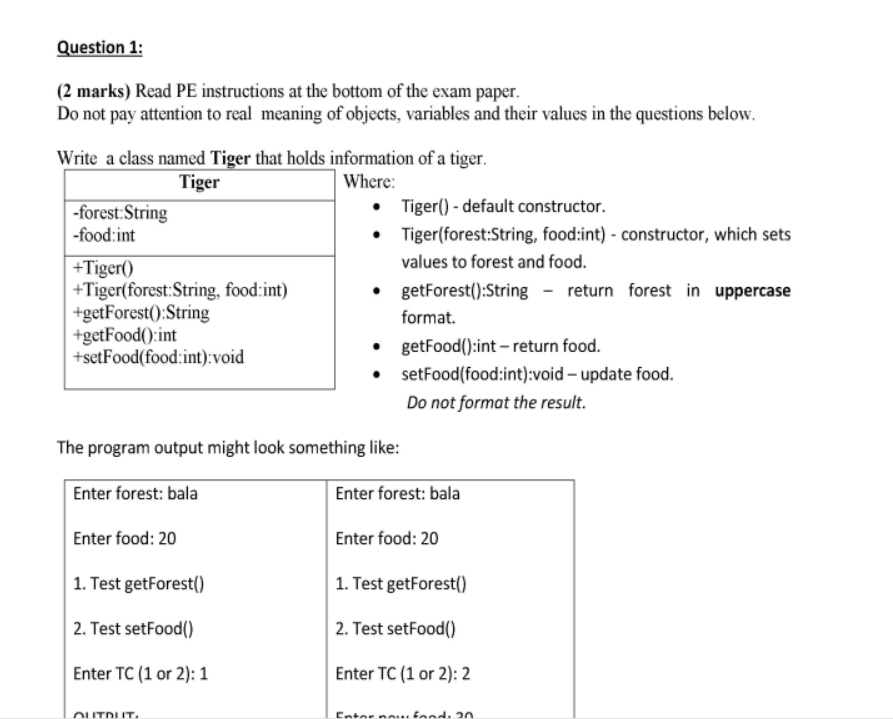 Question 1:
(2 marks) Read PE instructions at the bottom of the exam paper.
Do not pay attention to real meaning of objects, variables and their values in the questions below.
Write a class named Tiger that holds information of a tiger.
Tiger
-forest:String
-food:int
+Tiger()
+Tiger(forest:String, food:int)
+getForest():String
+getFood():int
+setFood(food:int):void
Where:
• Tiger() - default constructor.
• Tiger(forest:String, food:int) - constructor, which sets
values to forest and food.
• getForest():String – return forest in uppercase
format.
• getFood():int – return food.
• setFood(food:int):void – update food.
Do not format the result.
The program output might look something like:
Enter forest: bala
Enter food: 20
1. Test getForest()
2. Test setFood()
Enter TC (1 or 2): 1
OUTPUT:
Enter forest: bala
Enter food: 20
1. Test getForest()
2. Test setFood()
Enter TC (1 or 2): 2
Enter new food: 30